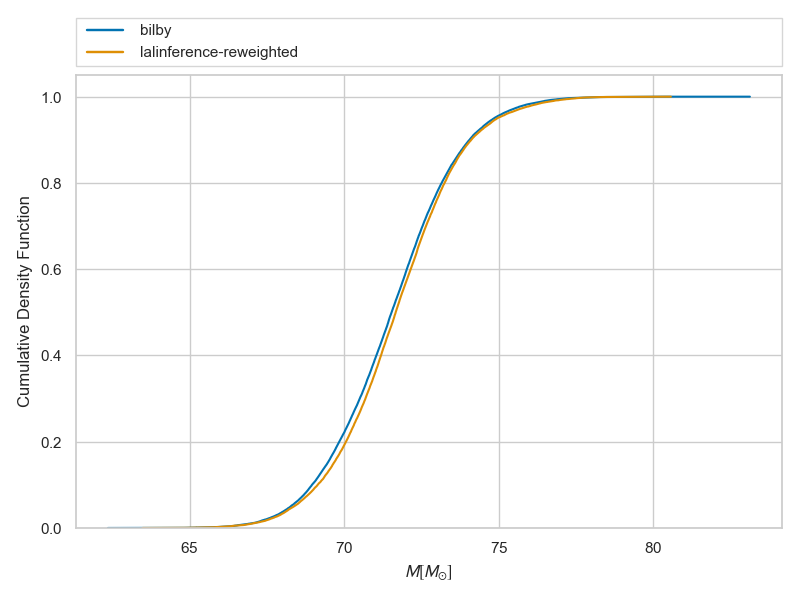 bilby
lalinference-reweighted
1.0
0.8
0.6
0.4
0.2
0.0
Cumulative Density Function
65 70 75 80
M[M⊙]